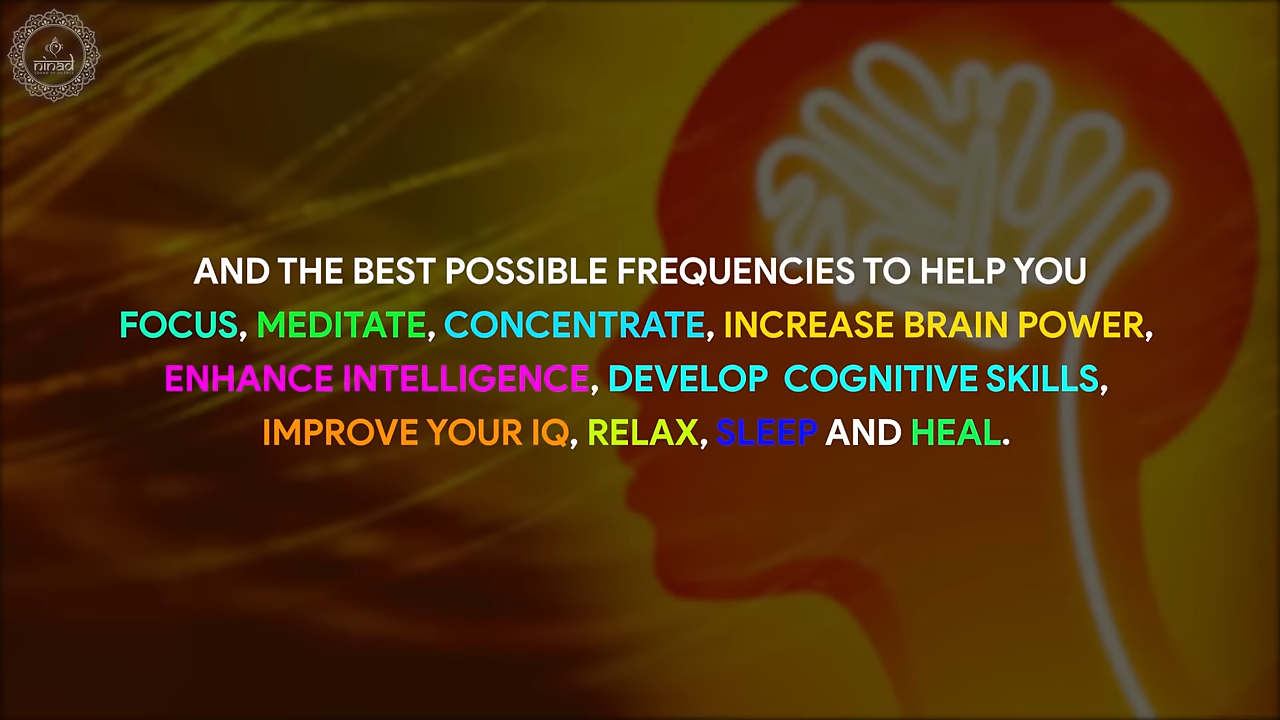 ninad
AND THE BEST POSSIBLE FREQUENCIES TO HELP YOU
FOCUS, MEDITATE, CONCENTRATE, INCREASE BRAIN POWER,
ENHANCE INTELLIGENCE, DEVELOP COGNITIVE SKILLS,
IMPROVE YOUR IQ, RELAX, SLEEP AND HEAL.